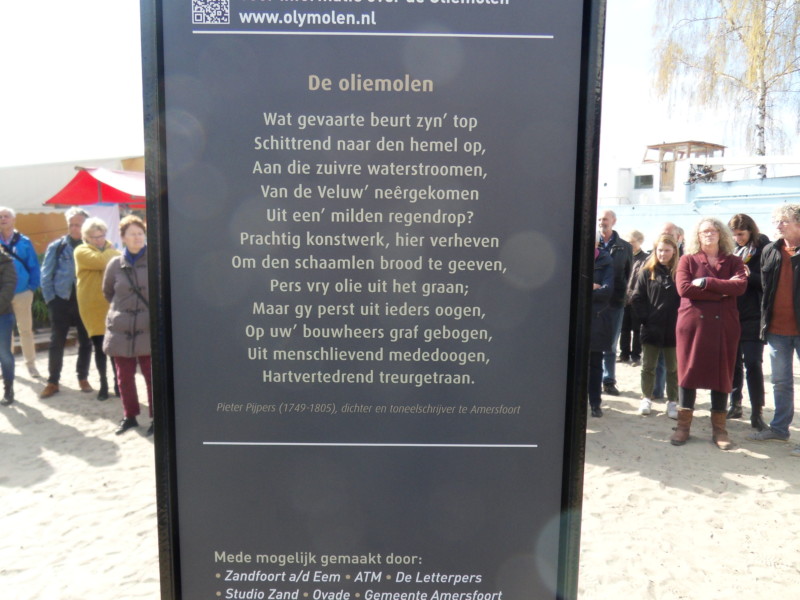 over de oliemolen
www.olymolen.nl
De oliemolen
Wat gevaarte beurt zyn' top
Schittrend naar den hemel op,
Aan die zuivre waterstroomen,
Van de Veluw' neêrgekomen
Uit een' milden regendrop?
Prachtig konstwerk, hier verheven
Om den schaamlen brood te geeven,
Pers vry olie uit het graan;
Maar gy perst uit ieders oogen,
Op uw' bouwheers graf gebogen,
Uit menschlievend mededoogen,
Hartvertedrend treurgetraan.
Pieter Pijpers (1749-1805), dichter en toneelschrijver te Amersfoort
Mede mogelijk gemaakt door:
• Zandfoort a/d Eem • ATM • De Letterpers
• Studio Zand • Ovade • Gemeente Amersfoort